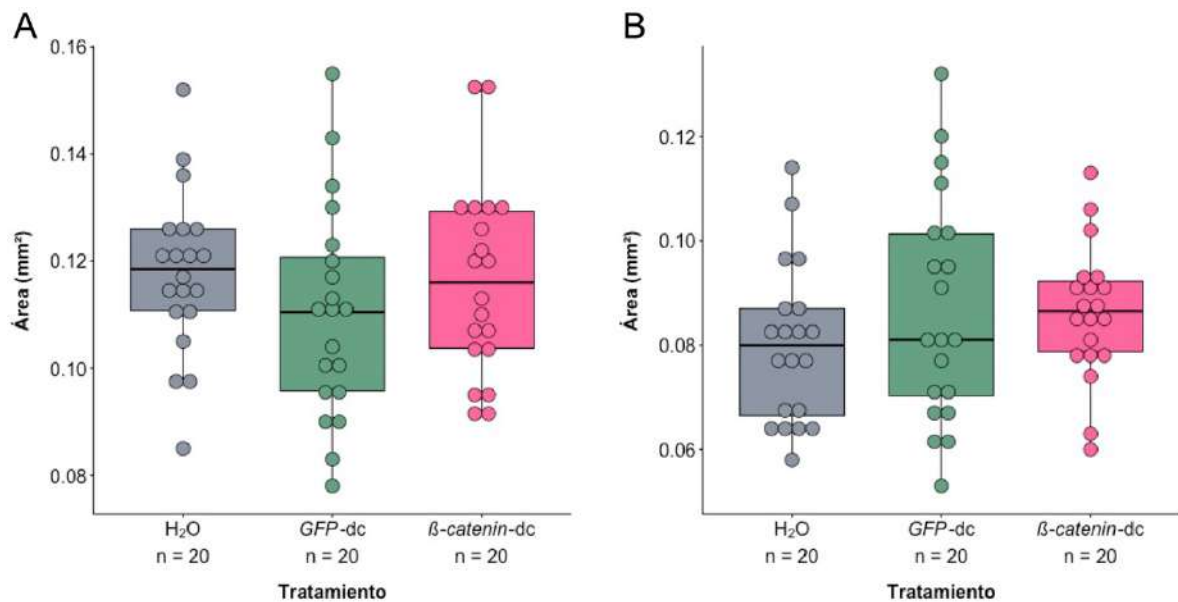 A
0.16
0.14
0.12
0.10
0.08
Área (mm²)
H₂O
n = 20
GFP-dc
n = 20
ß-catenin-dc
n = 20
Tratamiento
B
0.12
0.10
0.08
0.06
Área (mm²)
H₂O
n = 20
GFP-dc
n = 20
ß-catenin-dc
n = 20
Tratamiento